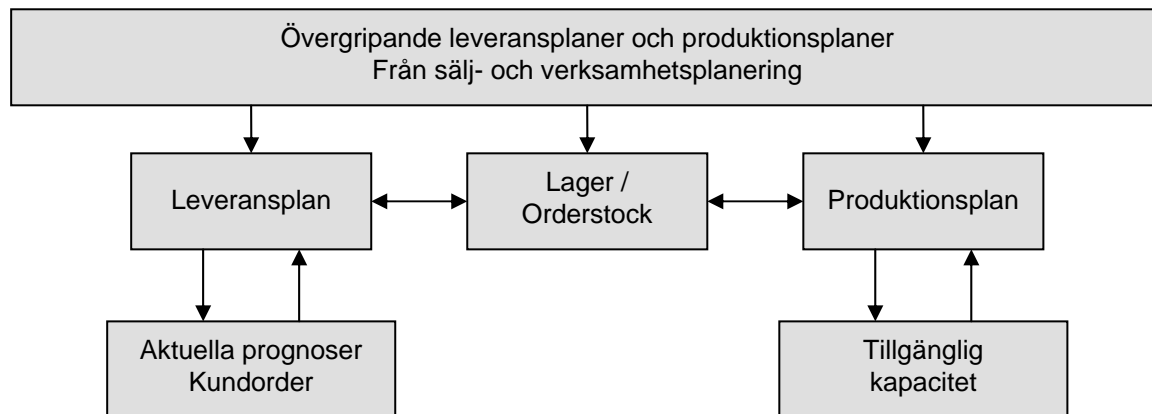 Övergripande leveransplaner och produktionsplaner
Från sälj- och verksamhetsplanering
Leveransplan
Lager /
Orderstock
Produktionsplan
Aktuella prognoser
Kundorder
Tillgänglig
kapacitet